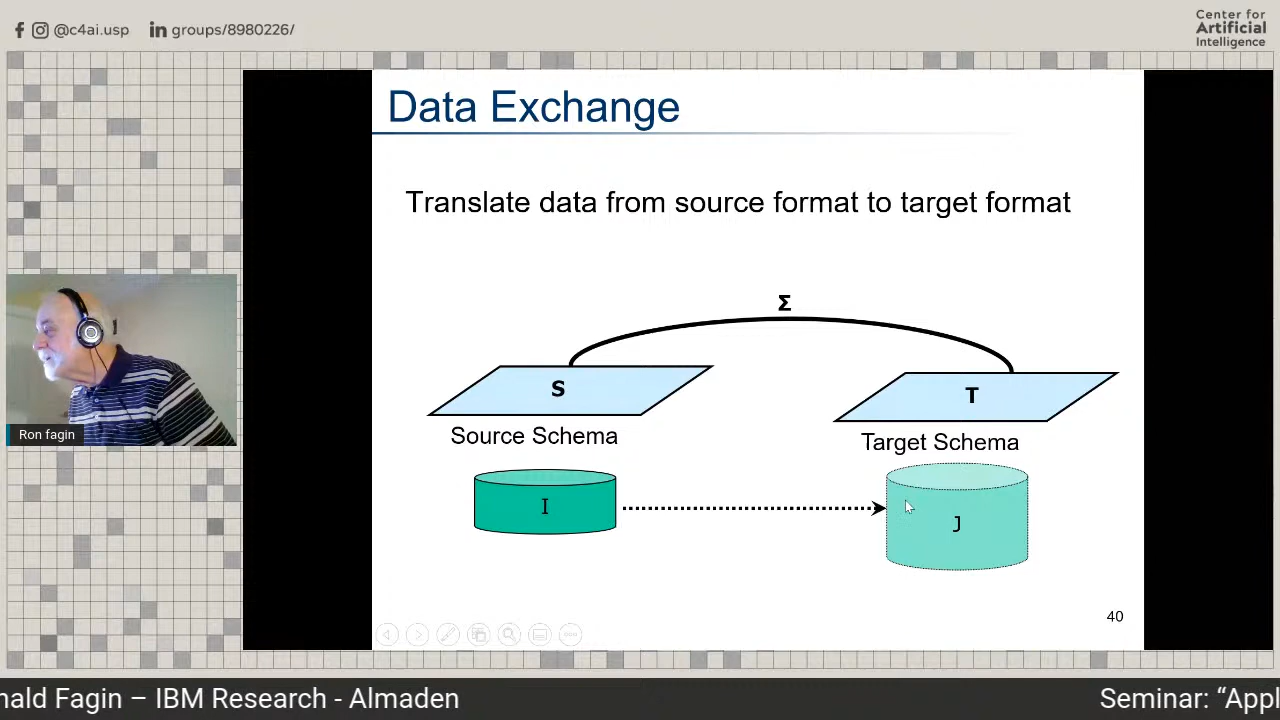 @c4ai.usp groups/8980226/
Center for
Artificial
Intelligence
Data Exchange
Translate data from source format to target format
Σ
S
T
Source Schema
Target Schema
I
J
40
Ron fagin
nald Fagin – IBM Research - Almaden
Seminar: “Appl